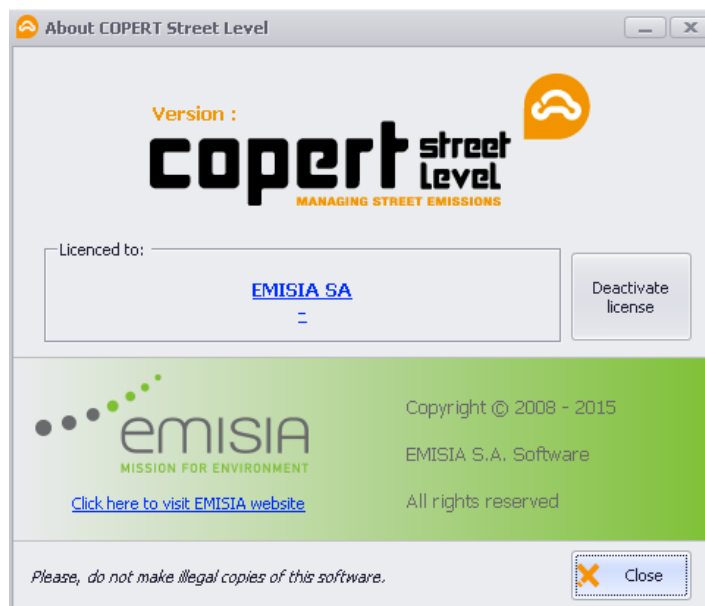 About COPERT Street Level
Version :
copert street level
MANAGING STREET EMISSIONS
Licenced to:
EMISIA SA
-
Deactivate license
emisia
MISSION FOR ENVIRONMENT
Click here to visit EMISIA website
Copyright © 2008 - 2015
EMISIA S.A. Software
All rights reserved
Please, do not make illegal copies of this software.
Close